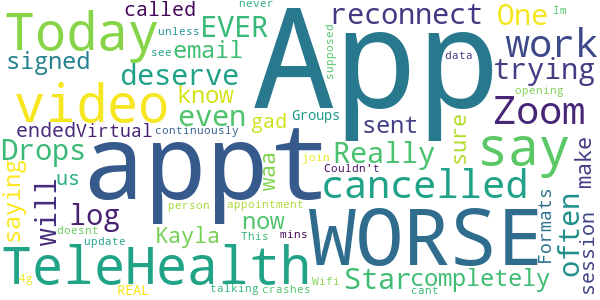 called
never
Im
unless
Today
EVER
App
reconnect
One
signed
see
email
supposed
work
deserve
data
trying
video
know
opening
even
gad
Groups
Zoom
sent
ended
Virtual
continuously
appt
sure
say
make
Drops
us
waa
Really
join
Couldn't
cancelled
saying
will
log
person
appointment
now
WORSE
Formats
often
session
doesnt
update
Kayla
This
mins
TeleHealth
Star
completely
4g
REAL
talking
crashes
Wifi
cant